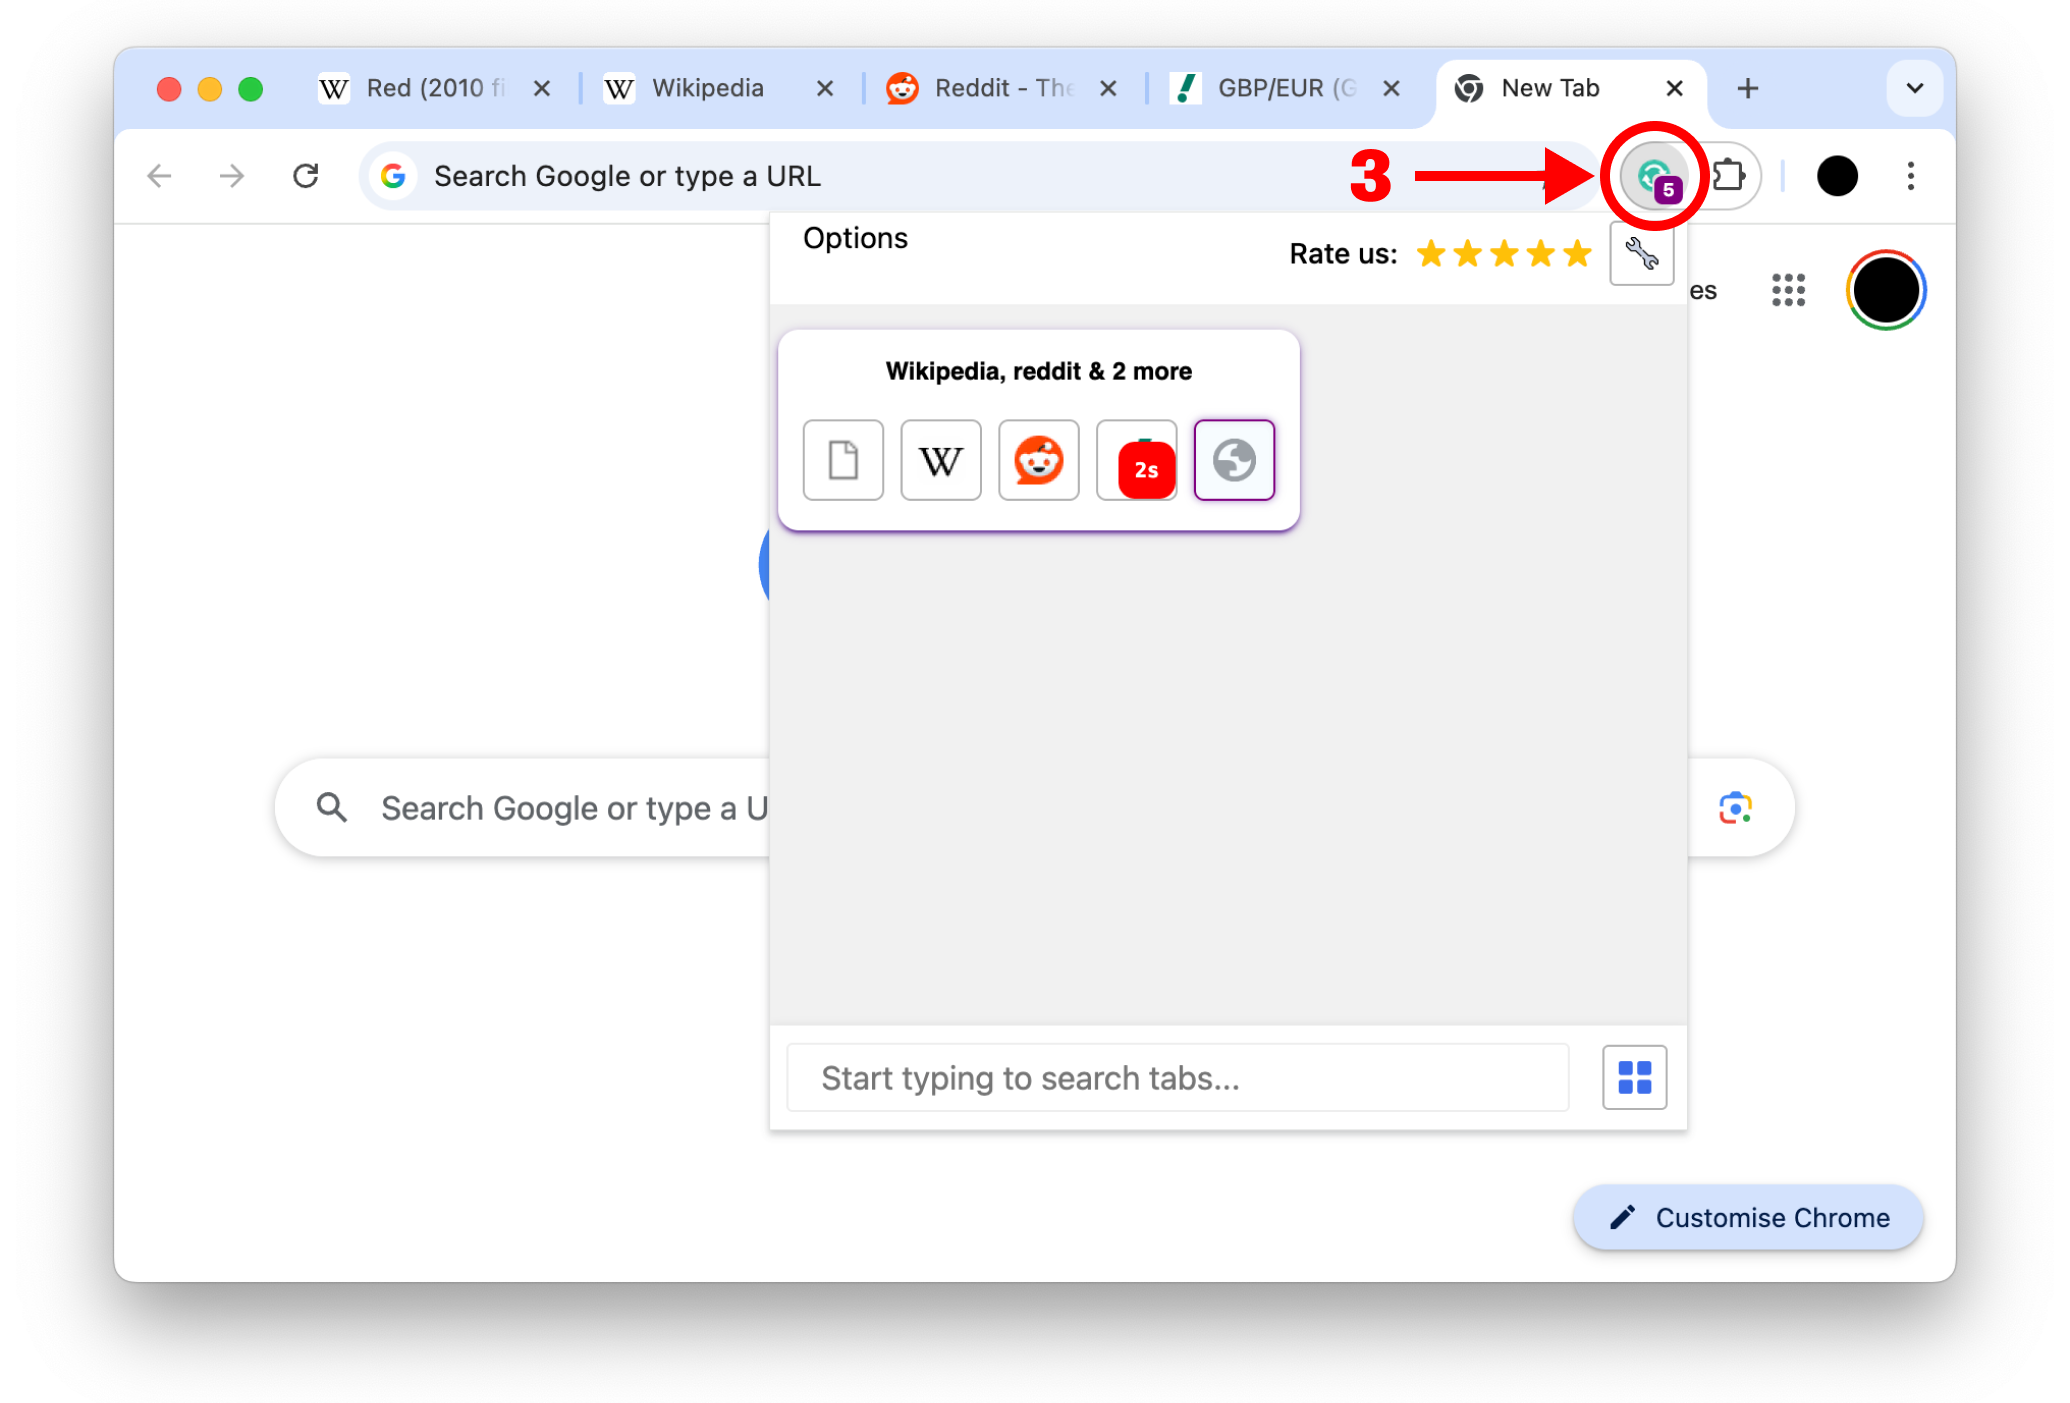 Red (2010 fi
Wikipedia
Reddit - The
GBP/EUR (G
New Tab
Search Google or type a URL
3
5
Options
Rate us:
es
Wikipedia, reddit & 2 more
W
2s
Search Google or type a U
Start typing to search tabs...
Customise Chrome